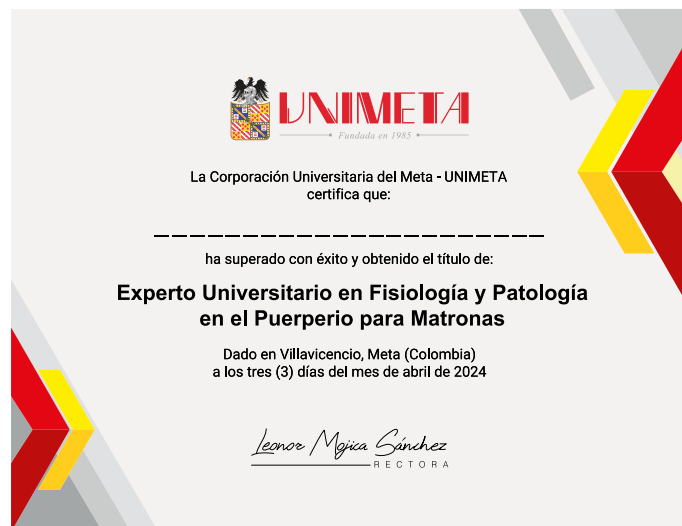 UNIMETA
Fundada en 1985
La Corporación Universitaria del Meta - UNIMETA
certifica que:
ha superado con éxito y obtenido el título de:
Experto Universitario en Fisiología y Patología
en el Puerperio para Matronas
Dado en Villavicencio, Meta (Colombia)
a los tres (3) días del mes de abril de 2024
Leonor Mojica Sánchez
RECTORA